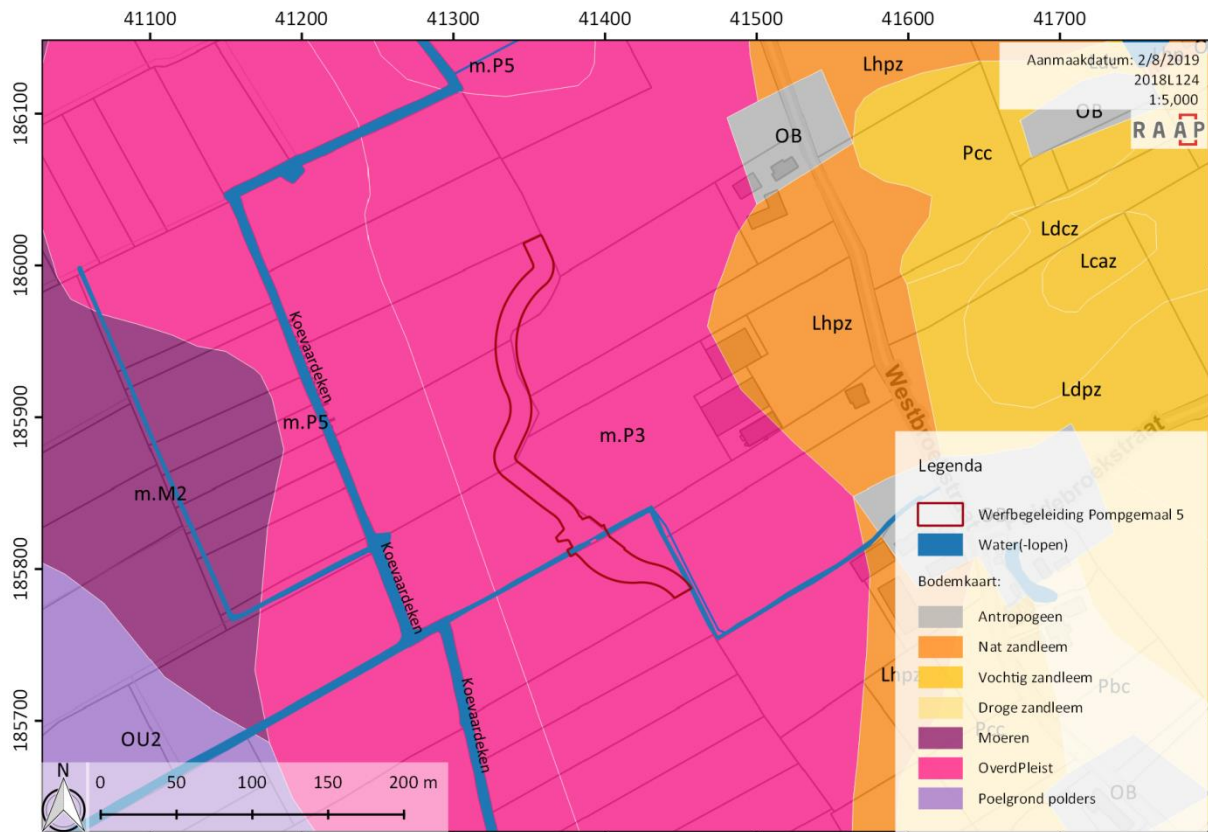 41100 41200 41300 41400 41500 41600 41700
Aanmaakdatum: 2/8/2019
2018L124
1:5,000
RAAP
186100
186000
185900
185800
185700
m.P5
Lhpz
OB
OB
Pcc
Ldcz
Lcaz
Koevaardeken
Lhpz
Ldpz
m.P5
m.P3
m.M2
Koevaardeken
Koevaardeken
OU2
Lhpz
Pbc
Pcc
OB
Legenda
Werfbegeleiding Pompgemaal 5
Water(-lopen)
Bodemkaart:
Antropogeen
Nat zandleem
Vochtig zandleem
Droge zandleem
Moeren
OverdPleist
Poelgrond polders
N
0 50 100 150 200 m